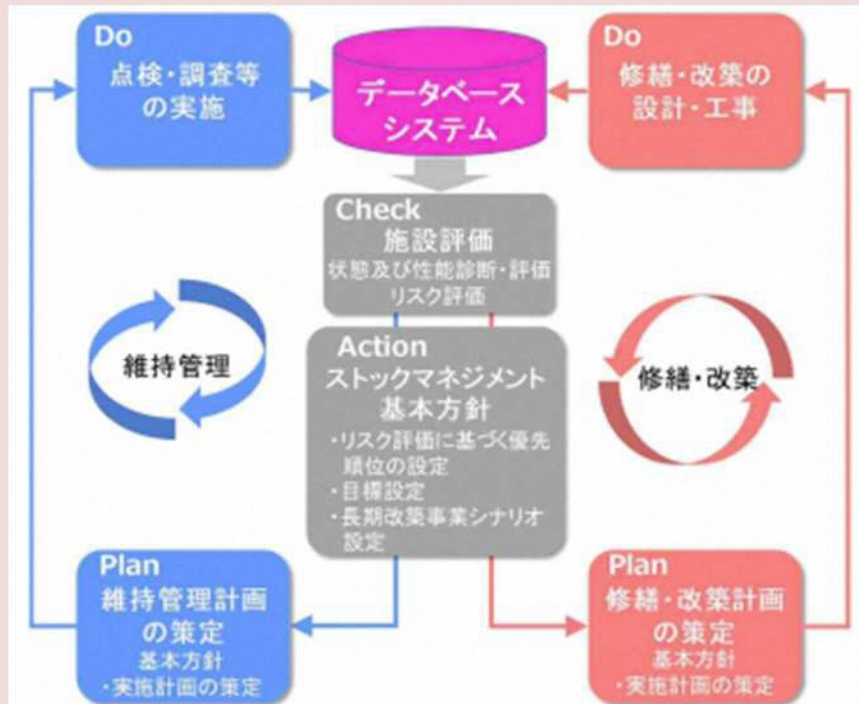 Do
点検・調査等
の実施
データベース
システム
Do
修繕・改築の
設計・工事
Check
施設評価
状態及び性能診断・評価
リスク評価
維持管理
Action
ストックマネジメント
基本方針
・リスク評価に基づく優先
順位の設定
・目標設定
・長期改築事業シナリオ
設定
修繕・改築
Plan
維持管理計画
の策定
基本方針
・実施計画の策定
Plan
修繕・改築計画
の策定
基本方針
・実施計画の策定